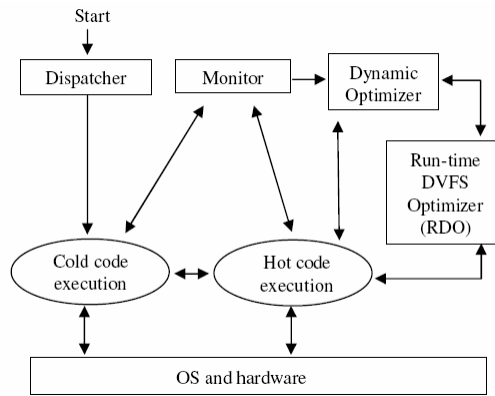 Start
Dispatcher
Monitor
Dynamic
Optimizer
Run-time
DVFS
Optimizer
(RDO)
Cold code
execution
Hot code
execution
OS and hardware